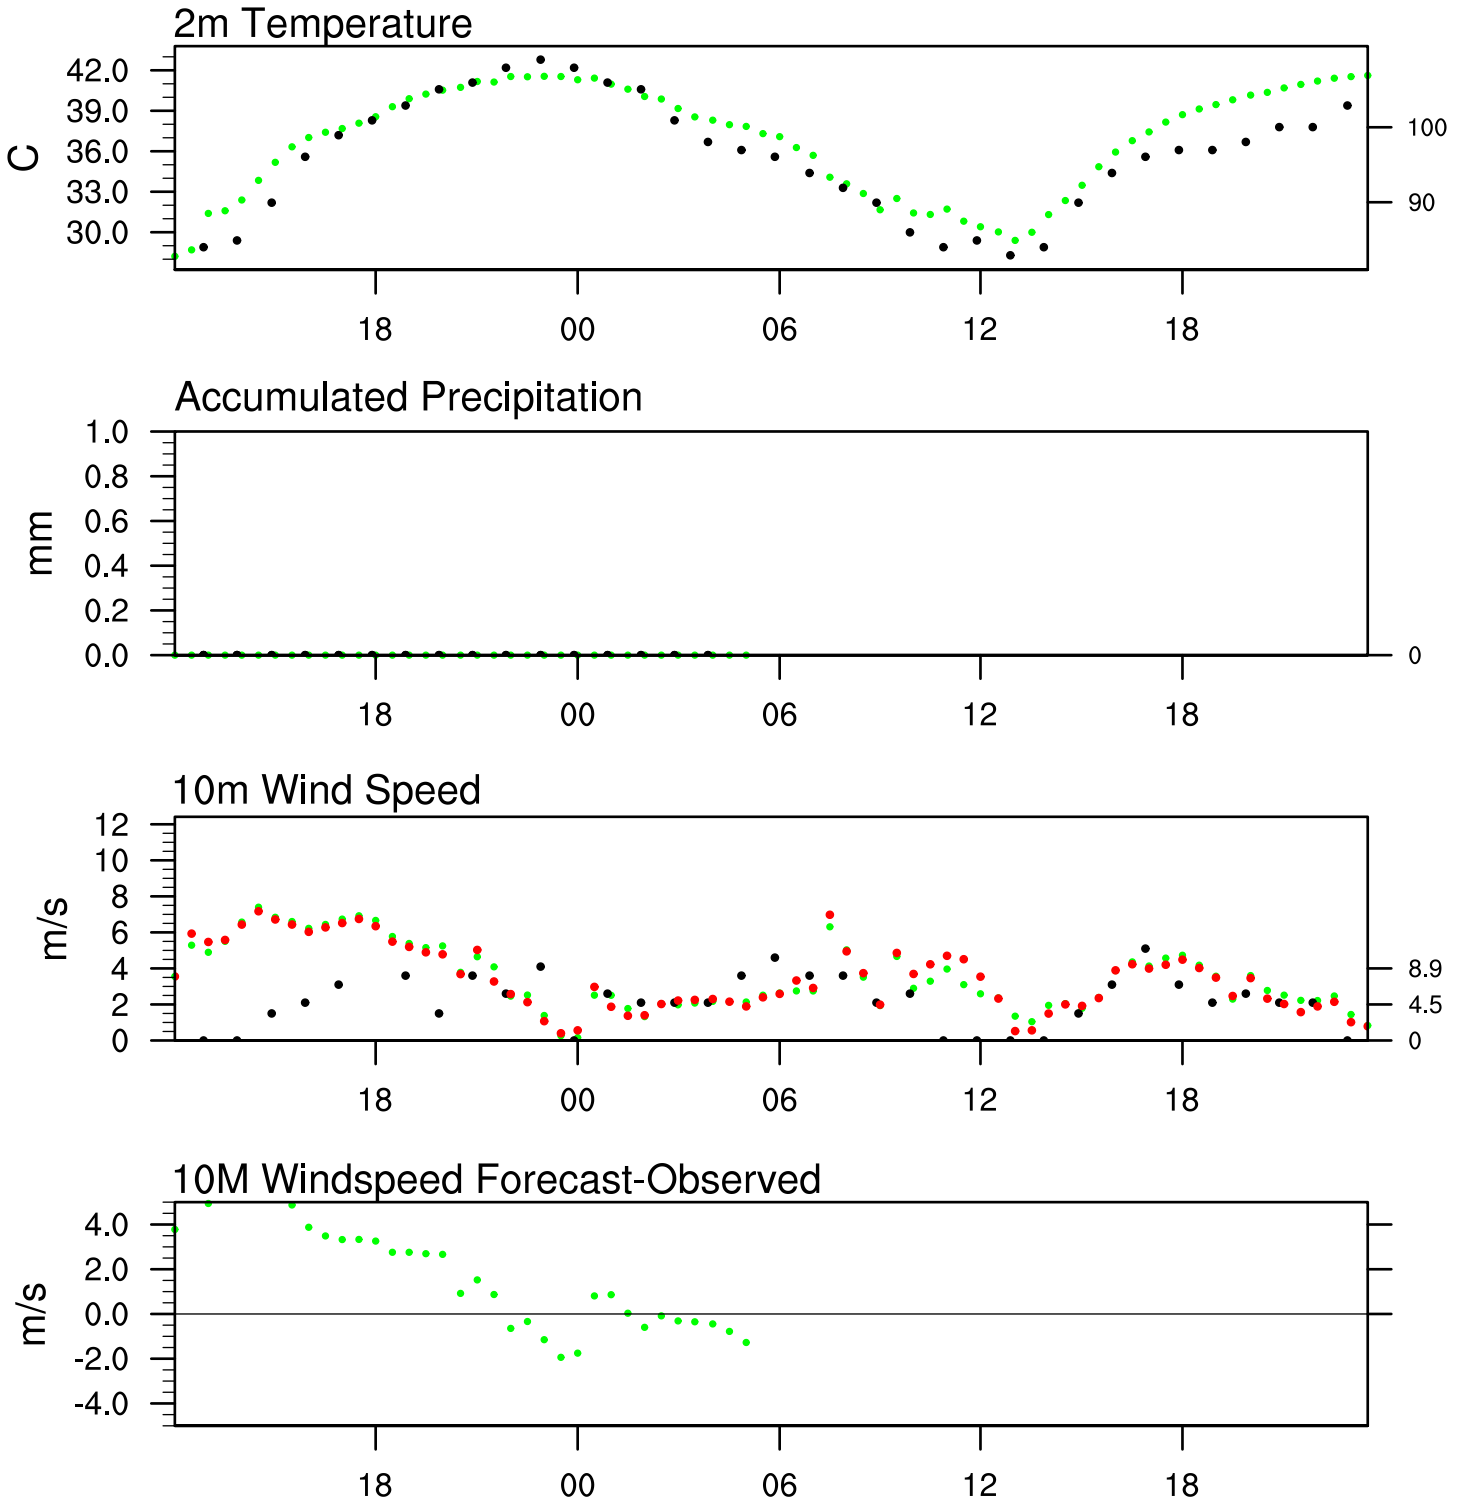 2m Temperature
42.0
39.0
36.0
33.0
30.0
C
100
90
18 00 06 12 18
Accumulated Precipitation
1.0
0.8
0.6
0.4
0.2
0.0
mm
0
18 00 06 12 18
10m Wind Speed
12
10
8
6
4
2
0
m/s
8.9
4.5
0
18 00 06 12 18
10M Windspeed Forecast-Observed
4.0
2.0
0.0
-2.0
-4.0
m/s
18 00 06 12 18